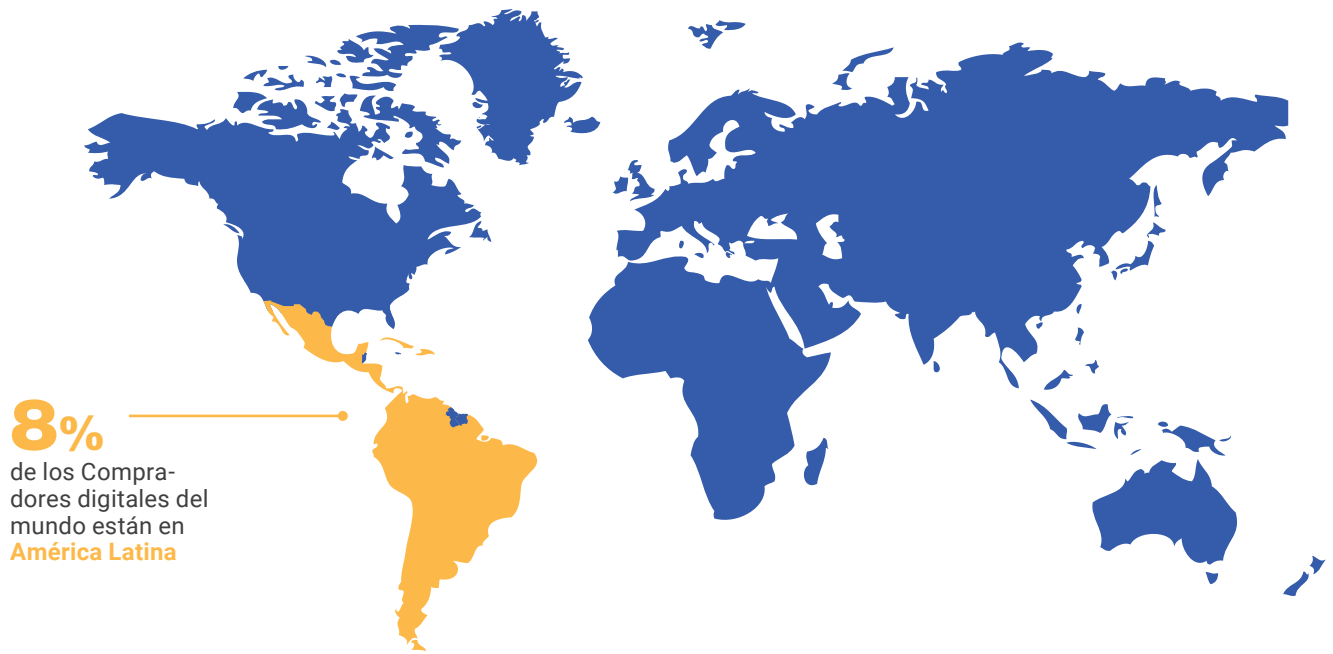 8%
de los Compra-
dores digitales del
mundo están en
América Latina